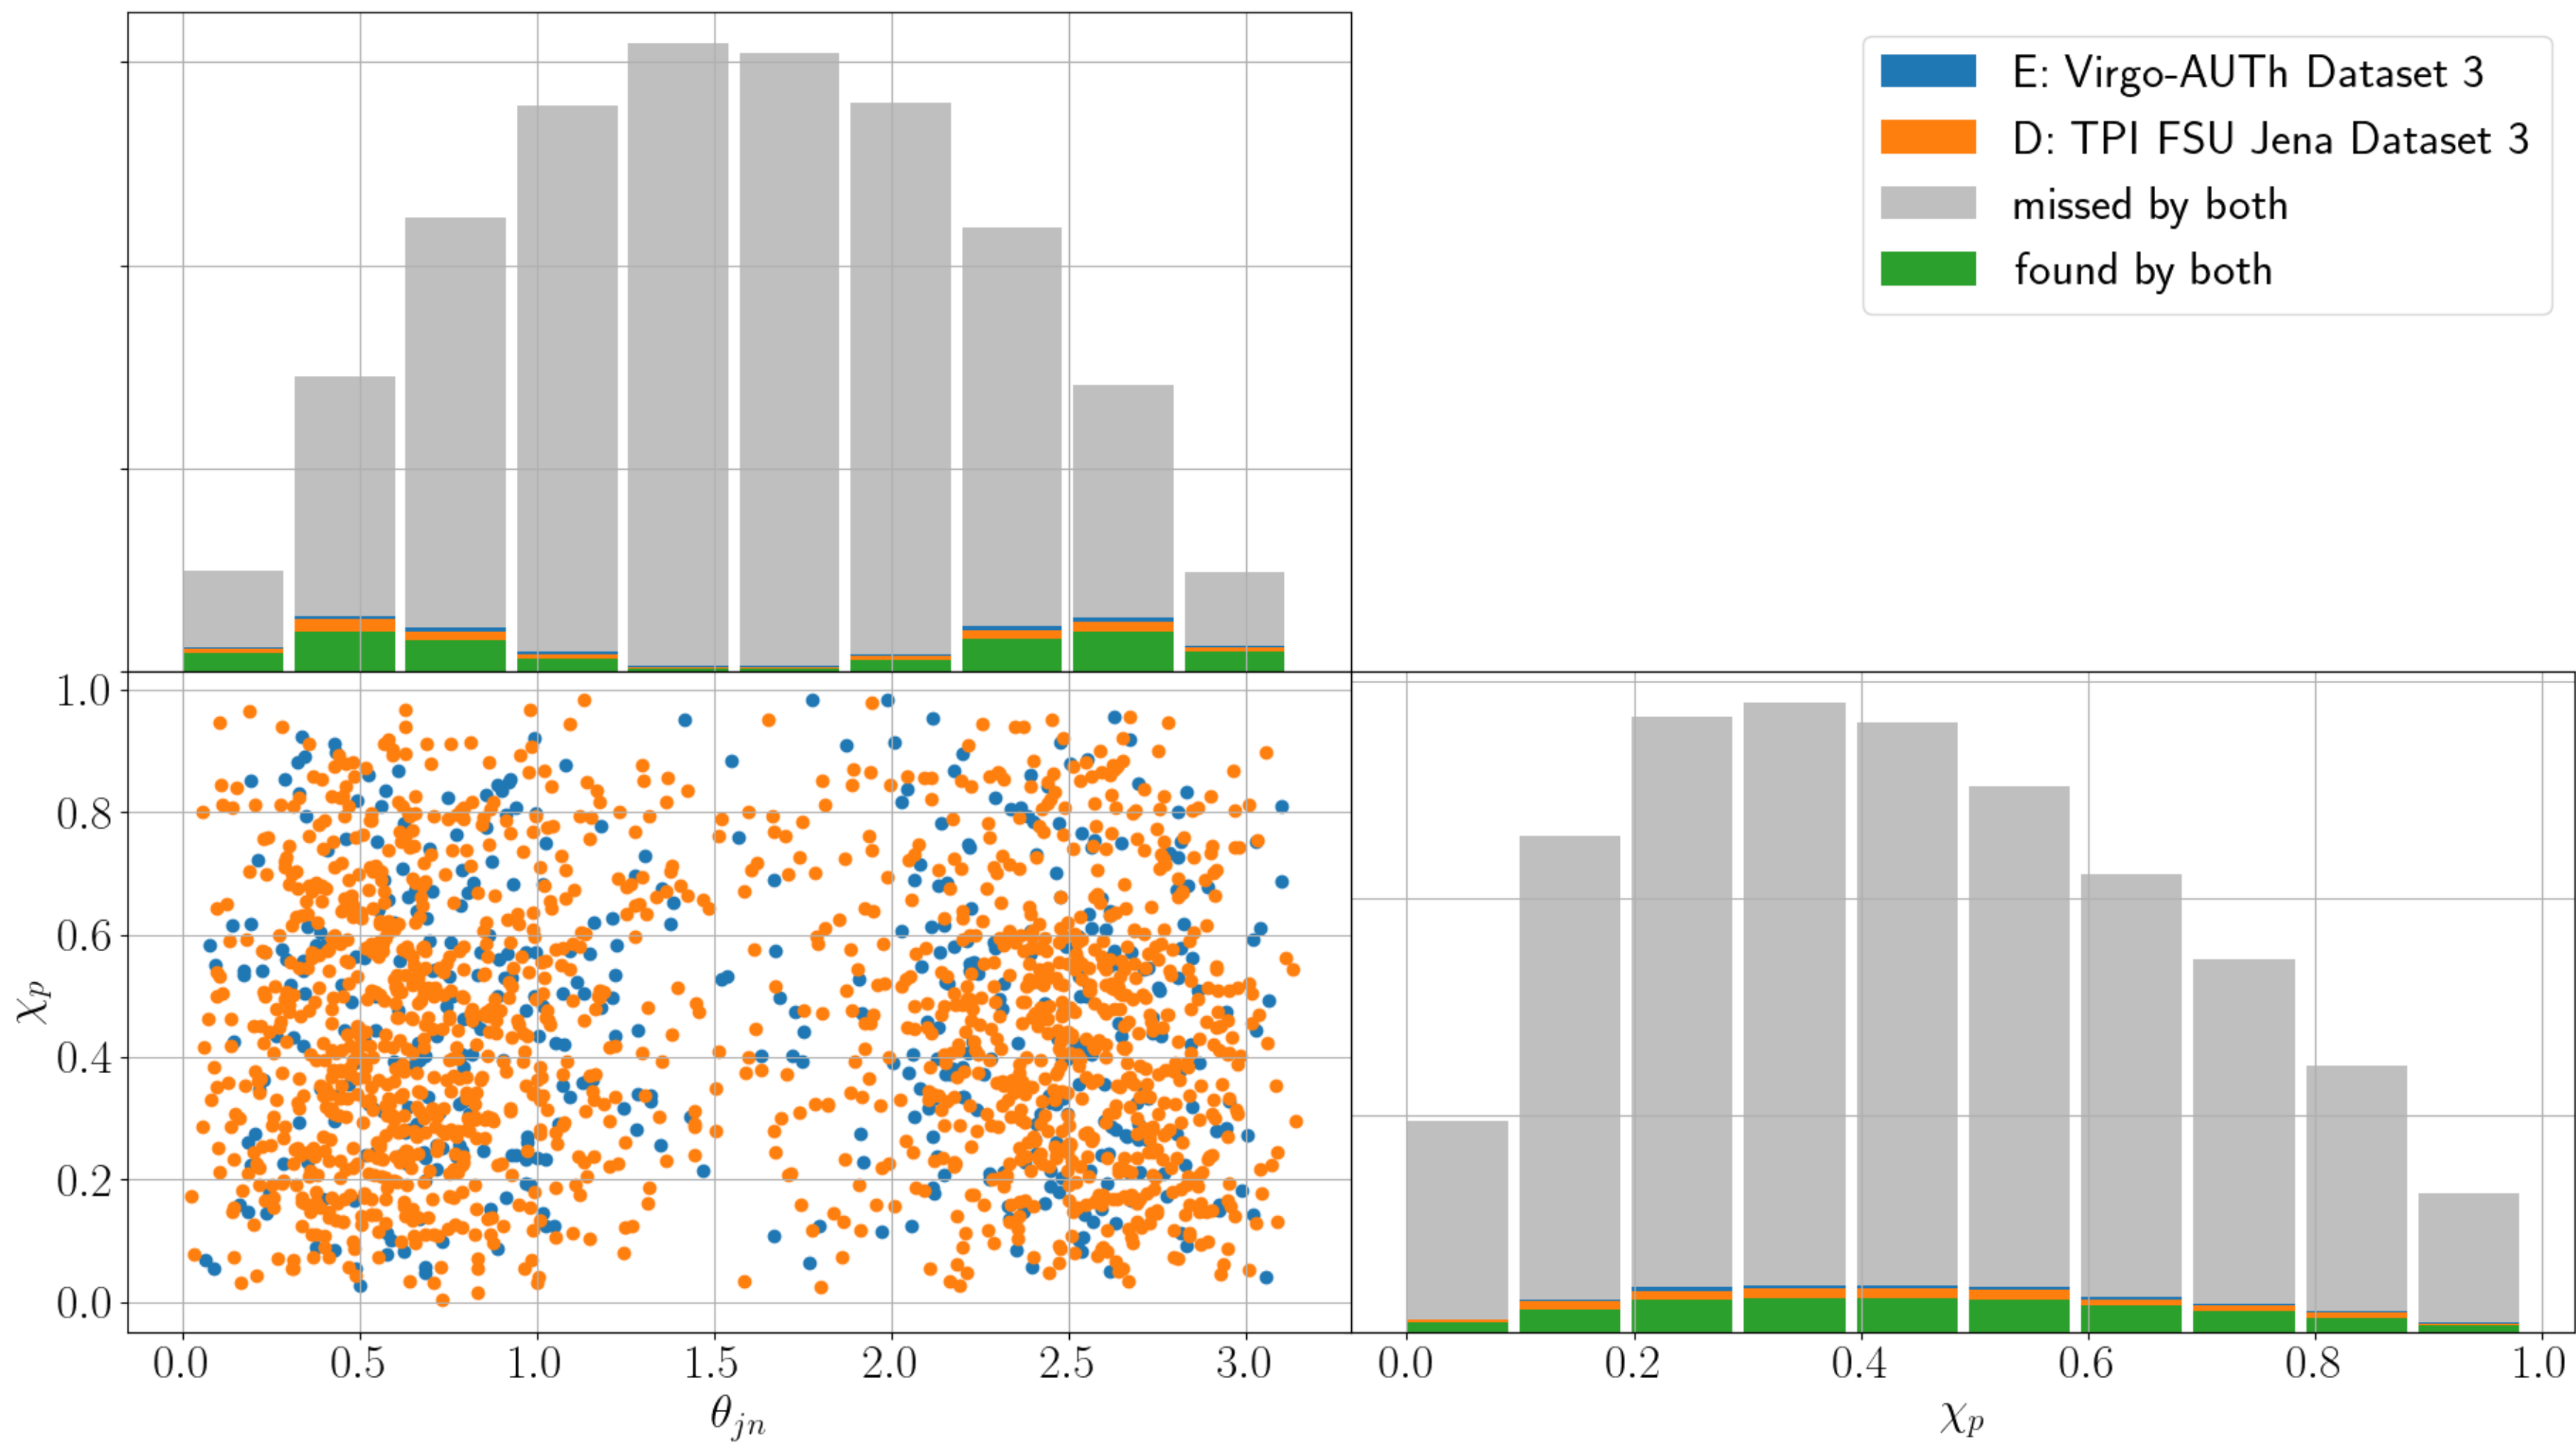 E: Virgo-AUTh Dataset 3
D: TPI FSU Jena Dataset 3
missed by both
found by both
1.0
0.8
0.6
0.4
0.2
0.0
χp
0.0 0.5 1.0 1.5 2.0 2.5 3.0
θjn
0.0 0.2 0.4 0.6 0.8 1.0
χp